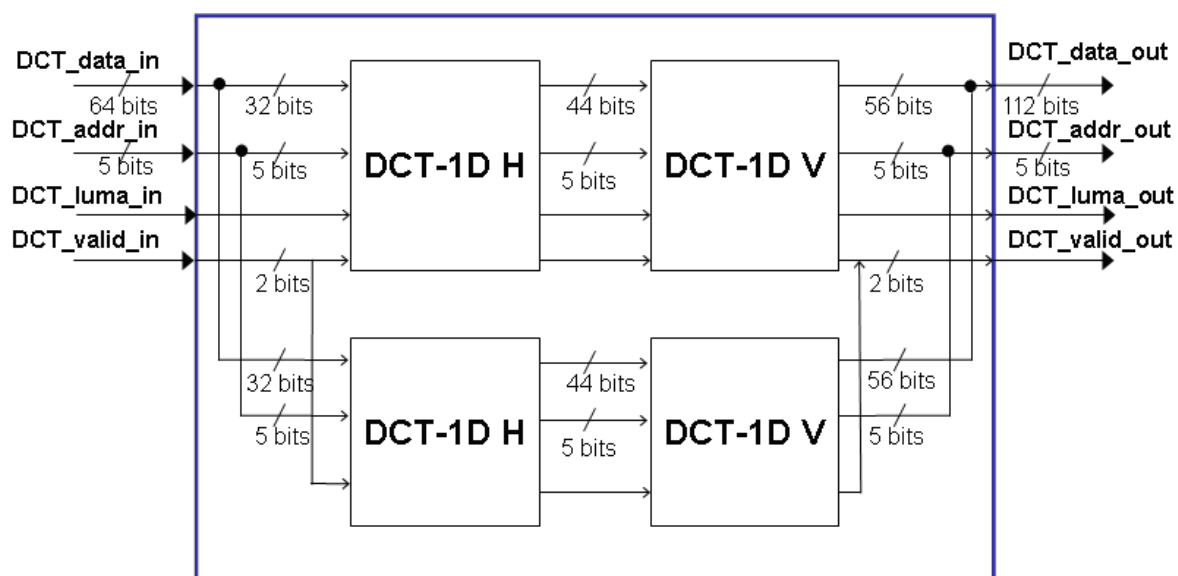 DCT_data_in
DCT_data_out
64 bits
32 bits
44 bits
56 bits
112 bits
DCT_addr_in
DCT_addr_out
5 bits
5 bits
DCT-1D H
5 bits
DCT-1D V
5 bits
5 bits
DCT_luma_in
DCT_luma_out
DCT_valid_in
DCT_valid_out
2 bits
2 bits
32 bits
44 bits
56 bits
5 bits
DCT-1D H
5 bits
DCT-1D V
5 bits